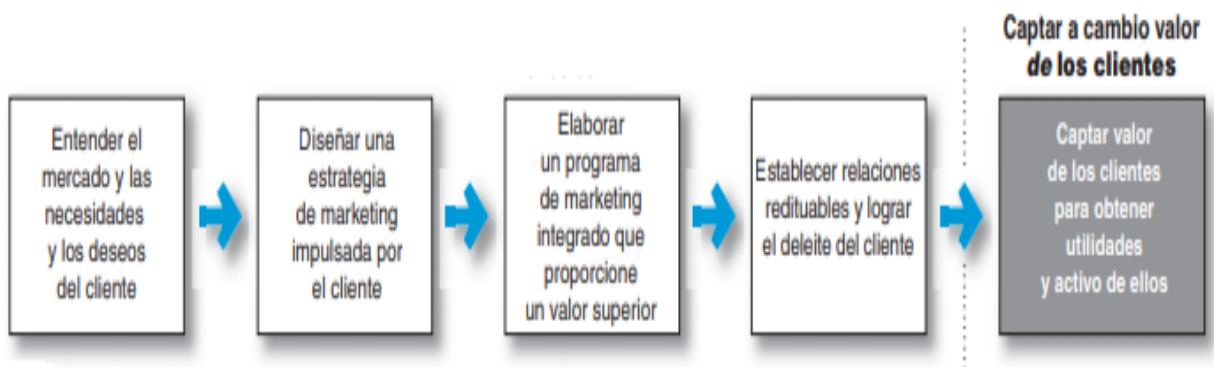 Captar a cambio valor
de los clientes
Entender el
mercado y las
necesidades
y los deseos
del cliente
Diseñar una
estrategia
de marketing
impulsada por
el cliente
Elaborar
un programa
de marketing
integrado que
proporcione
un valor superior
Establecer relaciones
redituables y lograr
el deleite del cliente
Captar valor
de los clientes
para obtener
utilidades
y activo de ellos